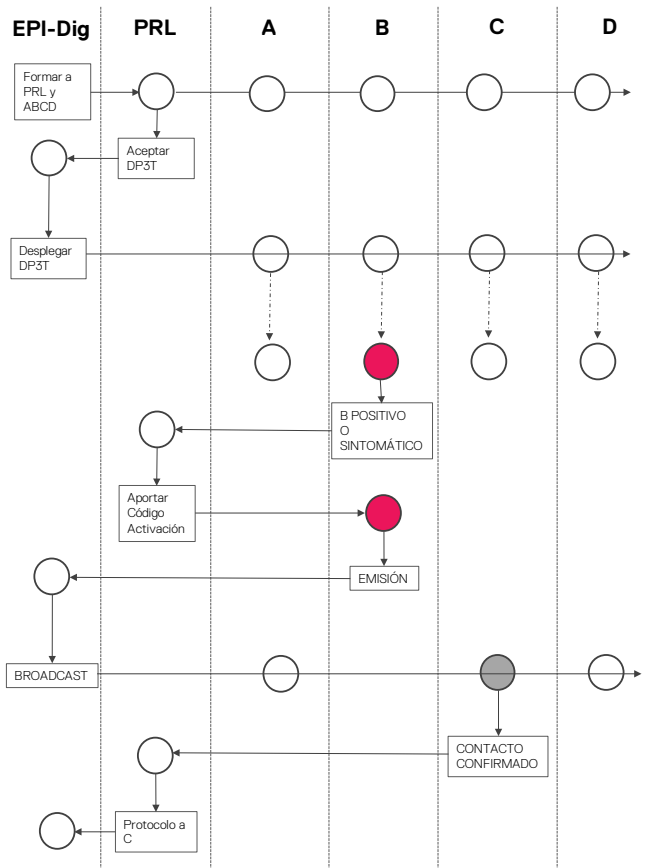 EPI-Dig PRL A B C D
Formar a
PRL y
ABCD
Aceptar
DP3T
Desplegar
DP3T
B POSITIVO
O
SINTOMÁTICO
Aportar
Código
Activación
EMISIÓN
BROADCAST
CONTACTO
CONFIRMADO
Protocolo a
C